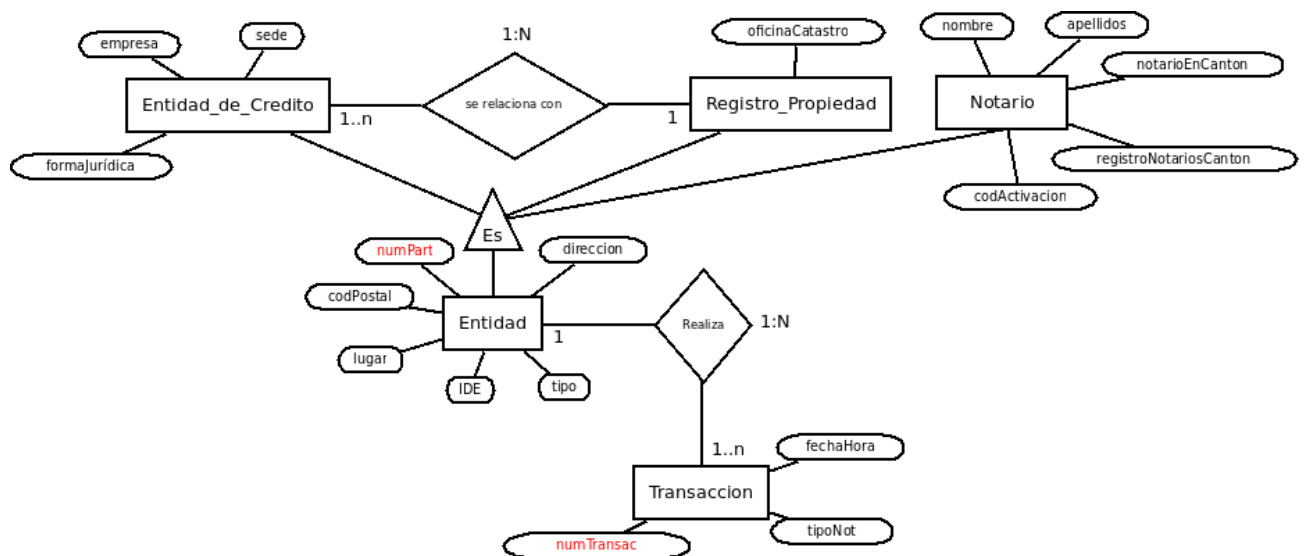 empresa
sede
1:N
oficinaCatastro
nombre
apellidos
notarioEnCanton
Entidad_de_Credito
se relaciona con
Registro_Propiedad
Notario
1..n
1
formaJurídica
registroNotariosCanton
codActivacion
Es
numPart
direccion
codPostal
Entidad
Realiza
1:N
1
lugar
IDE
tipo
1..n
fechaHora
Transaccion
tipoNot
numTransac